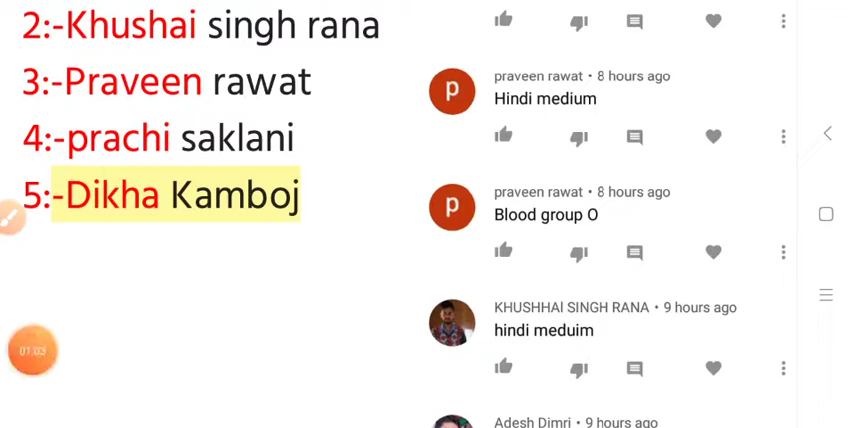 2:-Khushai singh rana
3:-Praveen rawat
4:-prachi saklani
5:-Dikha Kamboj
01:03
p
praveen rawat • 8 hours ago
Hindi medium
p
praveen rawat • 8 hours ago
Blood group O
KHUSHHAl SINGH RANA • 9 hours ago
hindi meduim
Adesh Dimri • 9 hours ago